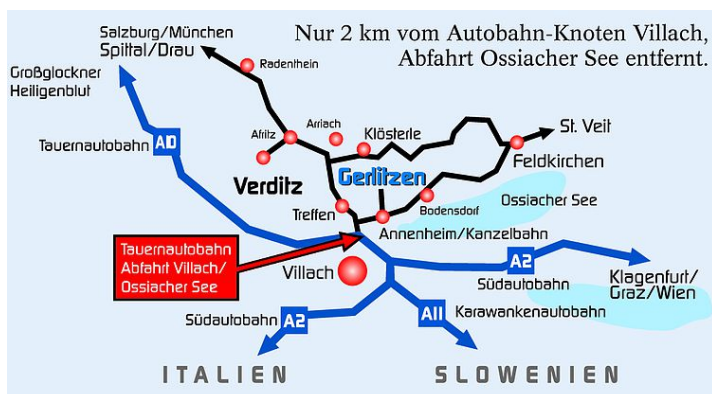 Nur 2 km vom Autobahn-Knoten Villach,
Abfahrt Ossiacher See entfernt.
Salzburg/München
Spittal/Drau
Radenthein
Großglockner
Heiligenblut
Tauernautobahn
A10
Afritz
Arriach
Klösterle
St. Veit
Feldkirchen
Verditz
Gerlitzen
Treffen
Bodensdorf
Ossiacher See
Annenheim/Kanzelbahn
Tauernautobahn
Abfahrt Villach/
Ossiacher See
Villach
A2
Südautobahn
Klagenfurt/
Graz/Wien
Südautobahn
A2
A11
Karawankenautobahn
ITALIEN
SLOWENIEN